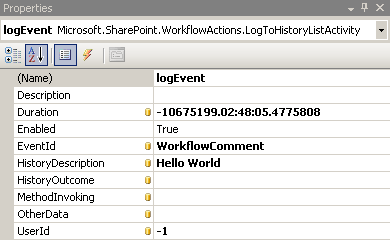 Properties
logEvent Microsoft.SharePoint.WorkflowActions.LogToHistoryListActivity
(Name) logEvent
Description
Duration -10675199.02:48:05.4775808
Enabled True
EventId WorkflowComment
HistoryDescription Hello World
HistoryOutcome
MethodInvoking
OtherData
UserId -1